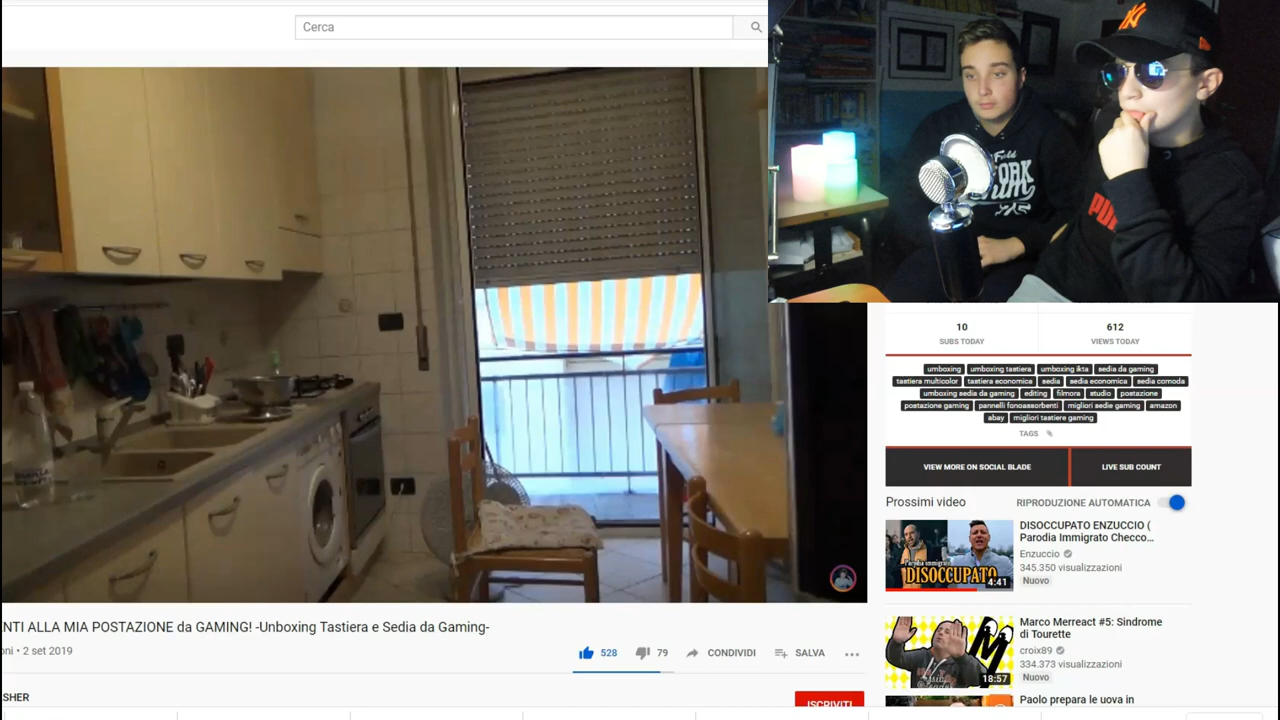 Cerca
10
612
SUBS TODAY
VIEWS TODAY
umboxing
umboxing tastiera
umboxing ikta
sedia da gaming
tastiera multicolor
tastiera economica
sedia
sedia economica
sedia comoda
umboxing sedia da gaming
editing
filmora
studio
postazione
postazione gaming
pannelli fonoassorbenti
migliori sedie gaming
amazon
abay
migliori tastiere gaming
TAGS
VIEW MORE ON SOCIAL BLADE
LIVE SUB COUNT
Prossimi video
RIPRODUZIONE AUTOMATICA
DISOCCUPATO ENZUCCIO (
Parodia Immigrato Checco...
Enzuccio
345.350 visualizzazioni
Nuovo
Parodia immigrato
DISOCCUPATO
4:41
Marco Merreact #5: Sindrome
di Tourette
croix89
334.373 visualizzazioni
Nuovo
18:57
Paolo prepara le uova in
NTI ALLA MIA POSTAZIONE da GAMING! -Unboxing Tastiera e Sedia da Gaming-
oni • 2 set 2019
528
79
CONDIVIDI
SALVA
SHER
ISCRIVITI